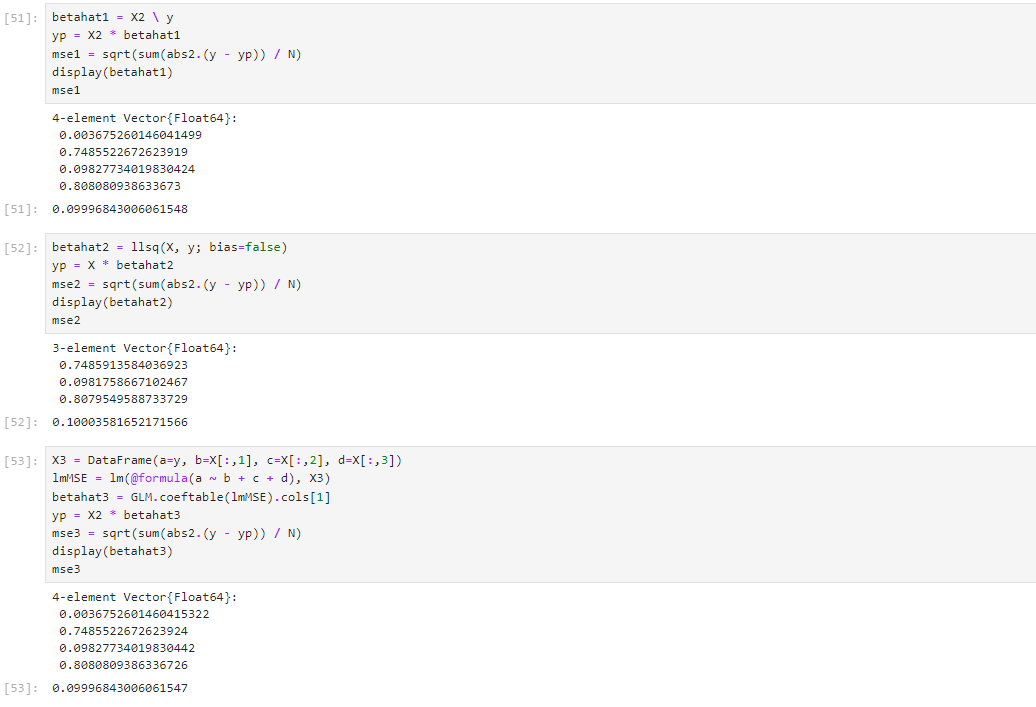 [51]:
betahat1 = X2 \ y
yp = X2 * betahat1
mse1 = sqrt(sum(abs2.(y - yp)) / N)
display(betahat1)
mse1
4-element Vector{Float64}:
0.003675260146041499
0.7485522672623919
0.09827734019830424
0.808080938633673
[51]: 0.09996843006061548
[52]:
betahat2 = llsq(X, y; bias=false)
yp = X * betahat2
mse2 = sqrt(sum(abs2.(y - yp)) / N)
display(betahat2)
mse2
3-element Vector{Float64}:
0.7485913584036923
0.0981758667102467
0.8079549588733729
[52]: 0.10003581652171566
[53]:
X3 = DataFrame(a=y, b=X[:,1], c=X[:,2], d=X[:,3])
lmMSE = lm(@formula(a ~ b + c + d), X3)
betahat3 = GLM.coeftable(lmMSE).cols[1]
yp = X2 * betahat3
mse3 = sqrt(sum(abs2.(y - yp)) / N)
display(betahat3)
mse3
4-element Vector{Float64}:
0.0036752601460415322
0.7485522672623924
0.09827734019830442
0.8080809386336726
[53]: 0.09996843006061547